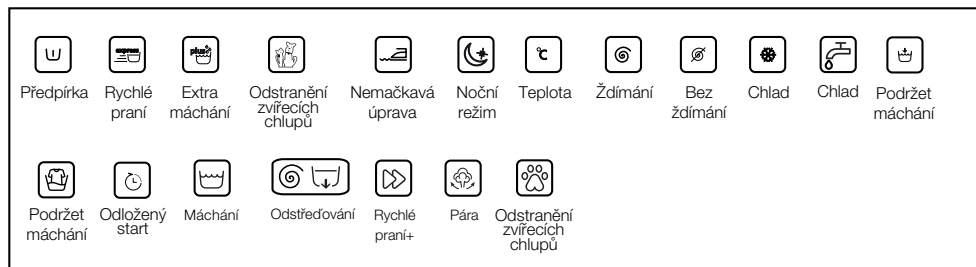 express plus ℃
Předpírka Rychlé Extra Odstranění Nemačkavá Noční Teplota Ždímání Bez Chlad Chlad Podržet
praní máchání zvířecích úprava režim ždímání máchání
chlupů
Podržet Odložený Máchání Odstřeďování Rychlé Pára Odstranění
máchání start praní+ zvířecích
chlupů